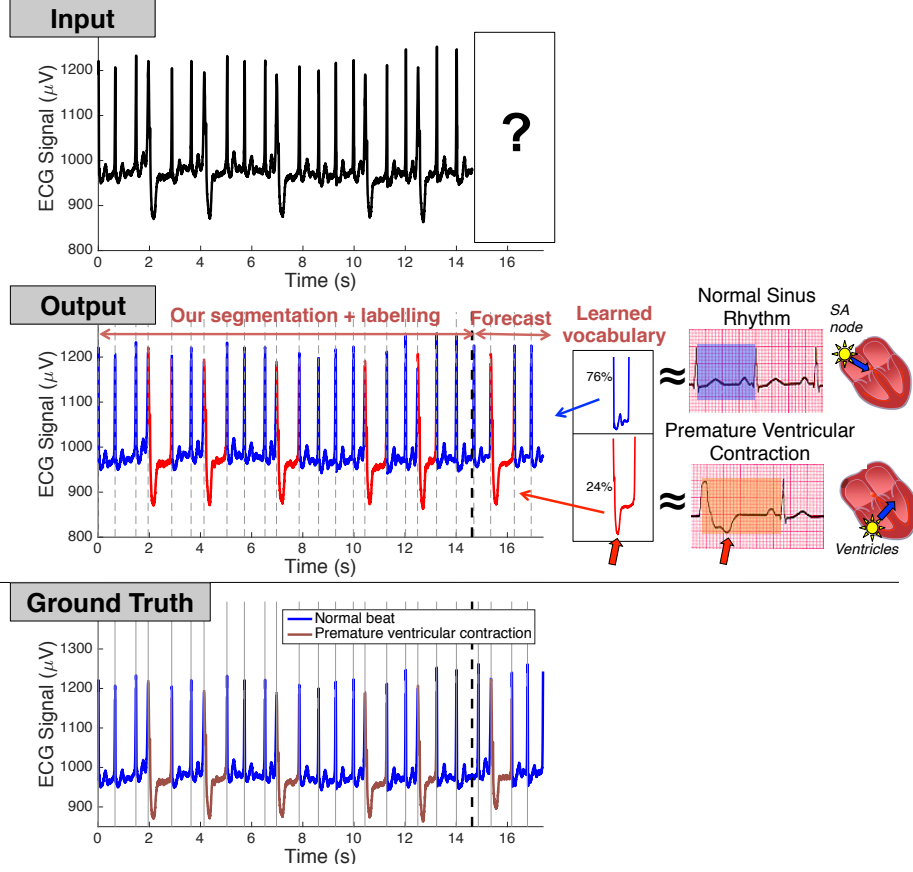 Input
ECG Signal (μV)
1200
1100
1000
900
800
0 2 4 6 8 10 12 14 16
Time (s)
?
Output
Our segmentation + labelling
Forecast
Learned
vocabulary
Normal Sinus
Rhythm
SA
node
ECG Signal (μV)
1200
1100
1000
900
800
0 2 4 6 8 10 12 14 16
Time (s)
76%
≈
24%
≈
Premature Ventricular
Contraction
Ventricles
Ground Truth
Normal beat
Premature ventricular contraction
ECG Signal (μV)
1300
1200
1100
1000
900
0 2 4 6 8 10 12 14 16
Time (s)